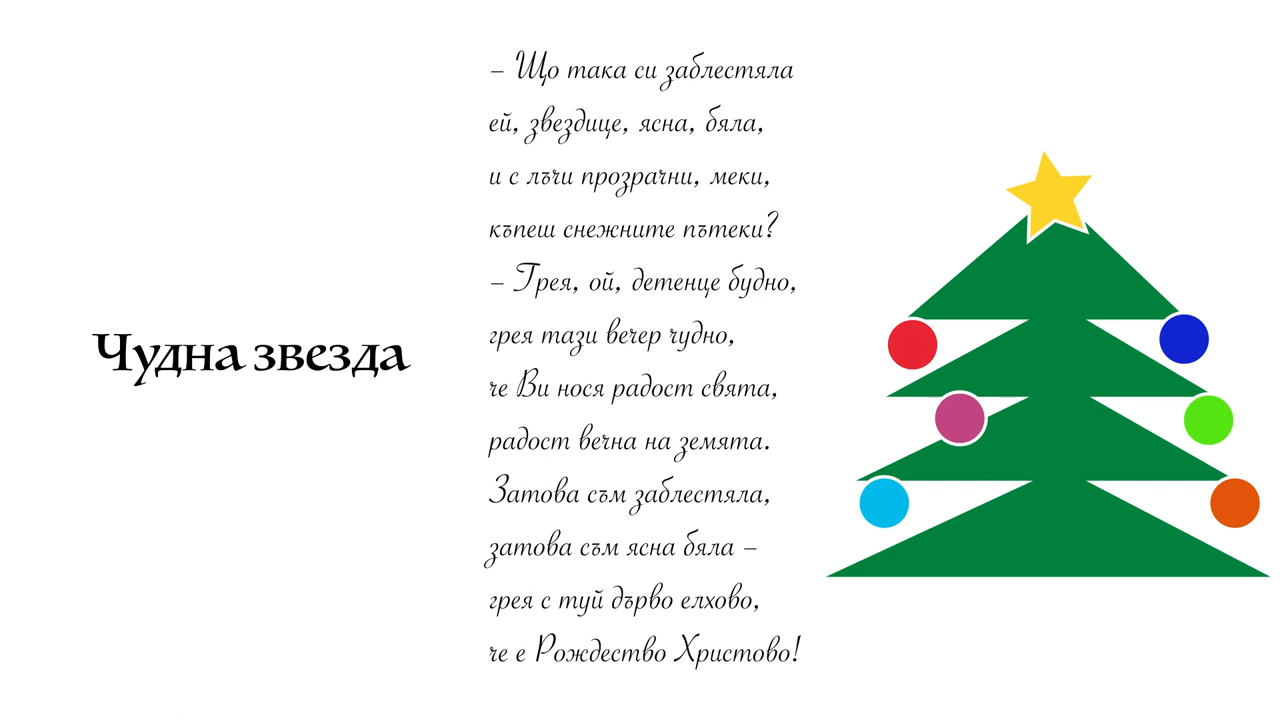 Чудна звезда
– Що така си заблестяла
ей, звездице, ясна, бяла,
и с лъчи прозрачни, меки,
къпеш снежните пътеки?
– Грея, ой, детенце будно,
грея тази вечер чудно,
че Ви нося радост свята,
радост вечна на земята.
Затова съм заблестяла,
затова съм ясна бяла –
грея с туй дърво елхово,
че е Рождество Христово!